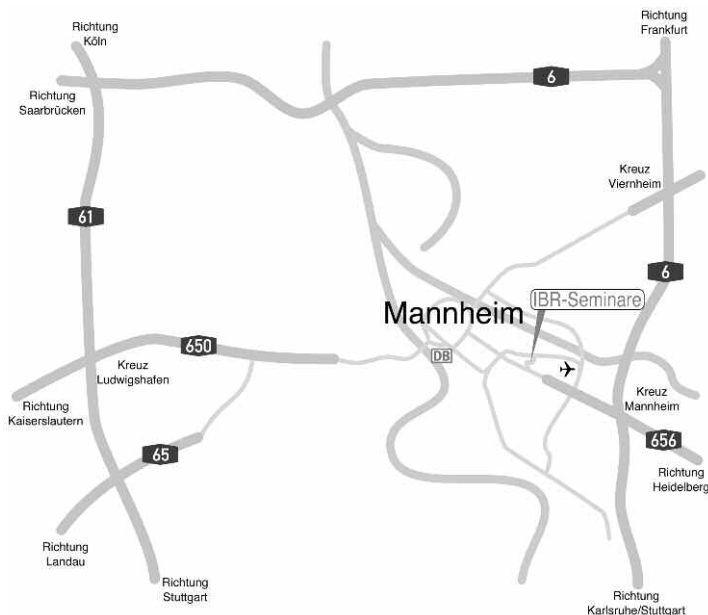 Richtung
Köln
Richtung
Frankfurt
6
Richtung
Saarbrücken
Kreuz
Viernheim
61
6
IBR-Seminare
Mannheim
650
DB
Kreuz
Ludwigshafen
Richtung
Kaiserslautern
Kreuz
Mannheim
656
65
Richtung
Heidelberg
Richtung
Landau
Richtung
Stuttgart
Richtung
Karlsruhe/Stuttgart